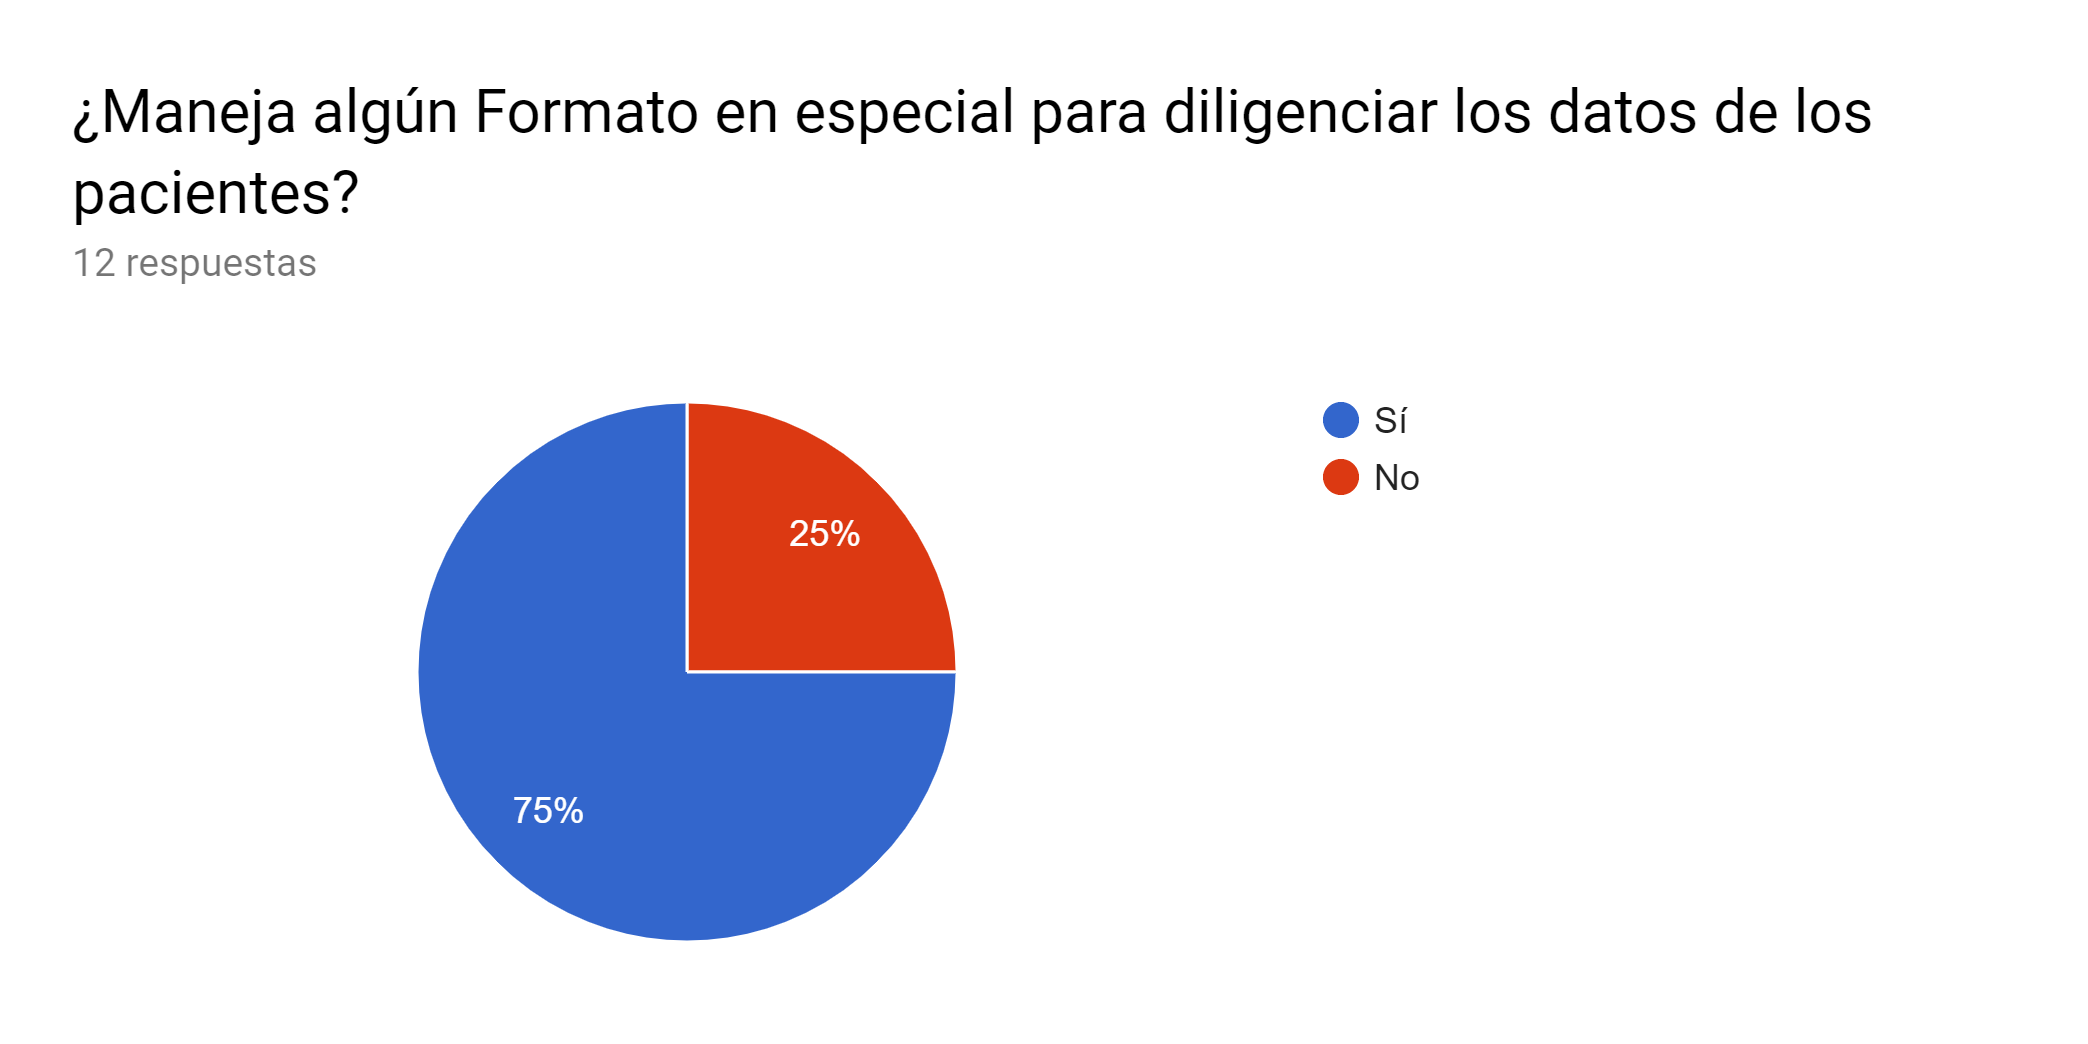 ¿Maneja algún Formato en especial para diligenciar los datos de los
pacientes?
12 respuestas
Sí
No
25%
75%